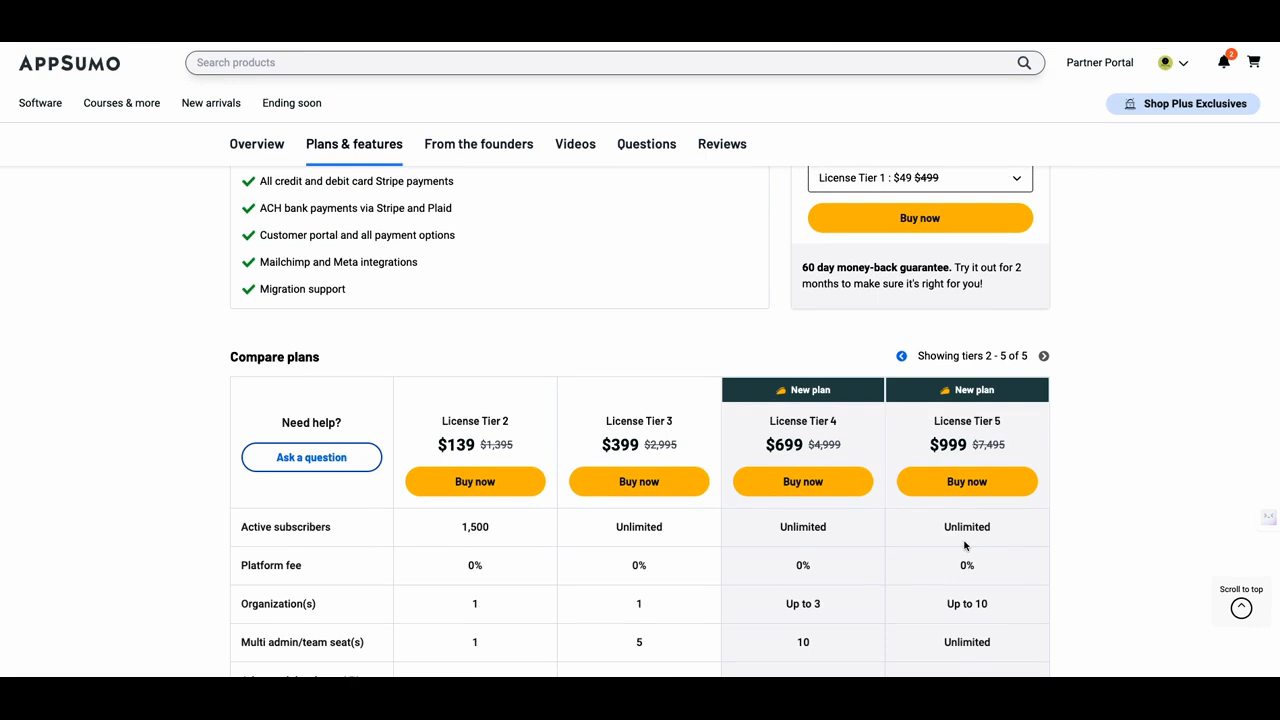 APPSUMO
Search products
Partner Portal
2
Software
Courses & more
New arrivals
Ending soon
Shop Plus Exclusives
Overview
Plans & features
From the founders
Videos
Questions
Reviews
All credit and debit card Stripe payments
ACH bank payments via Stripe and Plaid
Customer portal and all payment options
Mailchimp and Meta integrations
Migration support
License Tier 1 : $49 $499
Buy now
60 day money-back guarantee. Try it out for 2
months to make sure it's right for you!
Compare plans
Showing tiers 2 - 5 of 5
New plan
New plan
Need help?
Ask a question
License Tier 2
$139 $1,395
Buy now
License Tier 3
$399 $2,995
Buy now
License Tier 4
$699 $4,999
Buy now
License Tier 5
$999 $7,495
Buy now
Active subscribers 1,500 Unlimited Unlimited Unlimited
Platform fee 0% 0% 0% 0%
Organization(s) 1 1 Up to 3 Up to 10
Multi admin/team seat(s) 1 5 10 Unlimited
Scroll to top